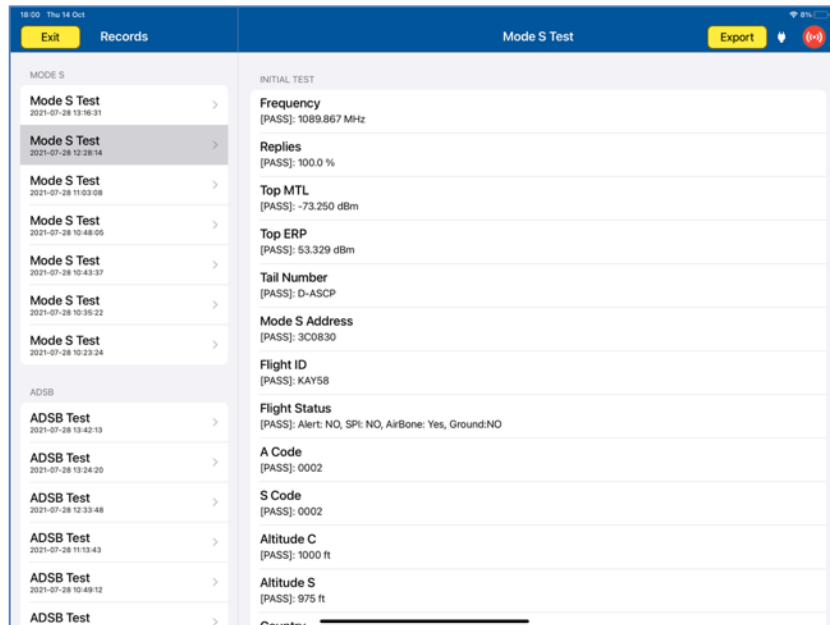 18:00 Thu 14 Oct
8%
Exit
Records
Mode S Test
Export
MODE S
Mode S Test
2021-07-28 13:16:31
Mode S Test
2021-07-28 12:28:14
Mode S Test
2021-07-28 11:03:08
Mode S Test
2021-07-28 10:48:05
Mode S Test
2021-07-28 10:43:37
Mode S Test
2021-07-28 10:35:22
Mode S Test
2021-07-28 10:23:24
ADSB
ADSB Test
2021-07-28 13:42:13
ADSB Test
2021-07-28 13:24:20
ADSB Test
2021-07-28 12:33:48
ADSB Test
2021-07-28 11:13:43
ADSB Test
2021-07-28 10:49:12
ADSB Test
INITIAL TEST
Frequency
[PASS]: 1089.867 MHz
Replies
[PASS]: 100.0 %
Top MTL
[PASS]: -73.250 dBm
Top ERP
[PASS]: 53.329 dBm
Tail Number
[PASS]: D-ASCP
Mode S Address
[PASS]: 3C0830
Flight ID
[PASS]: KAY58
Flight Status
[PASS]: Alert: NO, SPI: NO, AirBone: Yes, Ground:NO
A Code
[PASS]: 0002
S Code
[PASS]: 0002
Altitude C
[PASS]: 1000 ft
Altitude S
[PASS]: 975 ft